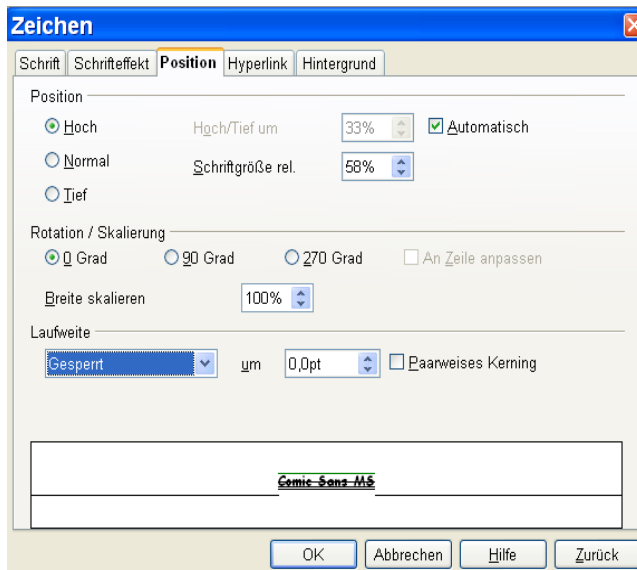 Zeichen
Schrift Schrifteffekt Position Hyperlink Hintergrund
Position
Hoch Hoch/Tief um 33% Automatisch
Normal Schriftgröße rel. 58%
Tief
Rotation / Skalierung
0 Grad 90 Grad 270 Grad An Zeile anpassen
Breite skalieren 100%
Laufweite
Gesperrt um 0,0pt Paarweises Kerning
Comic Sans MS
OK Abbrechen Hilfe Zurück